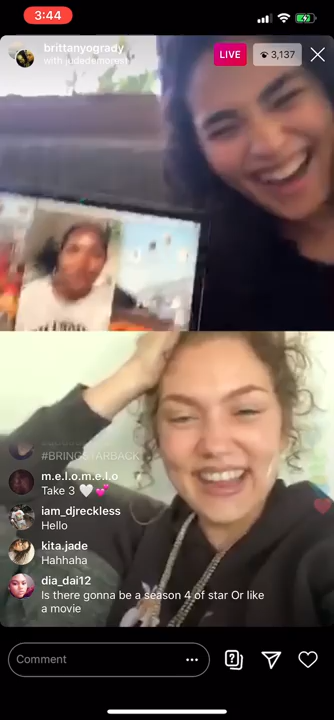 3:44
brittanyogrady
with judedemorest
LIVE
3,137
#BRINGSTARBACK
m.e.l.o.m.e.l.o
Take 3 🤍💕
iam_djreckless
Hello
kita.jade
Hahhaha
dia_dai12
Is there gonna be a season 4 of star Or like
a movie
Comment